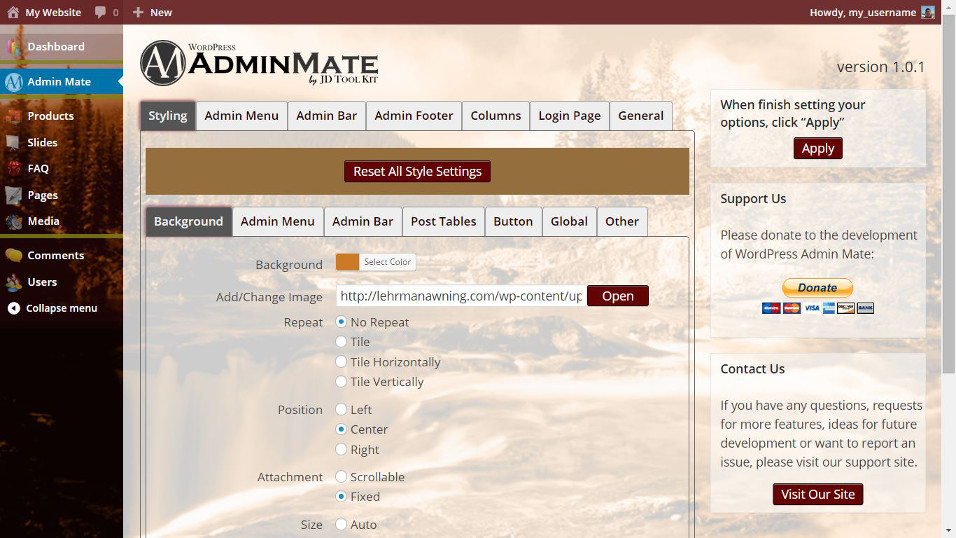 My Website 0 + New Howdy, my_username
Dashboard
Admin Mate
Products
Slides
FAQ
Pages
Media
Comments
Users
Collapse menu
WORDPRESS
AM ADMINMATE
by JD TOOL KIT
version 1.0.1
Styling Admin Menu Admin Bar Admin Footer Columns Login Page General
Reset All Style Settings
Background Admin Menu Admin Bar Post Tables Button Global Other
Background Select Color
Add/Change Image http://lehrmanawning.com/wp-content/up Open
Repeat No Repeat
Tile
Tile Horizontally
Tile Vertically
Position Left
Center
Right
Attachment Scrollable
Fixed
Size Auto
When finish setting your
options, click “Apply”
Apply
Support Us
Please donate to the development
of WordPress Admin Mate:
Donate
VISA
BANK
Contact Us
If you have any questions, requests
for more features, ideas for future
development or want to report an
issue, please visit our support site.
Visit Our Site